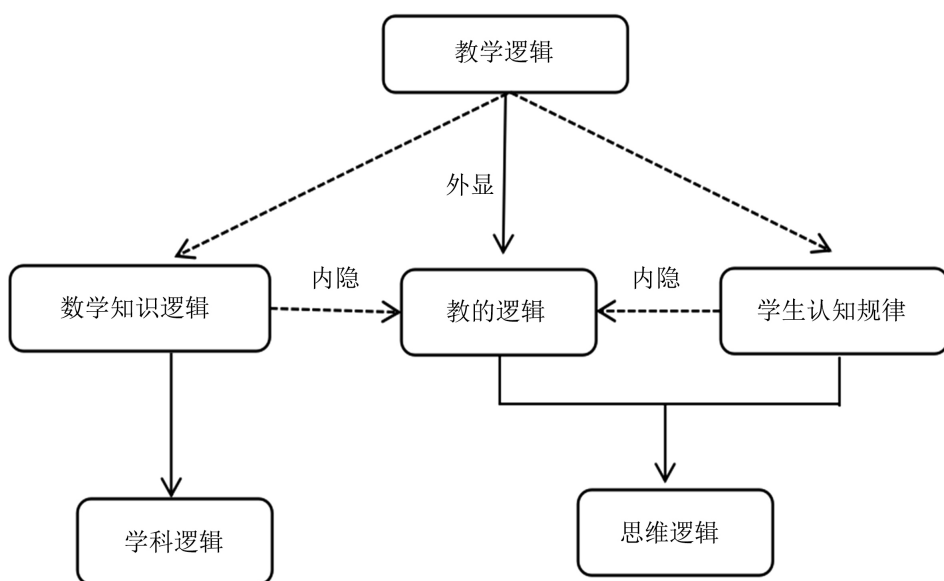 教学逻辑
外显
数学知识逻辑
内隐
教的逻辑
内隐
学生认知规律
学科逻辑
思维逻辑